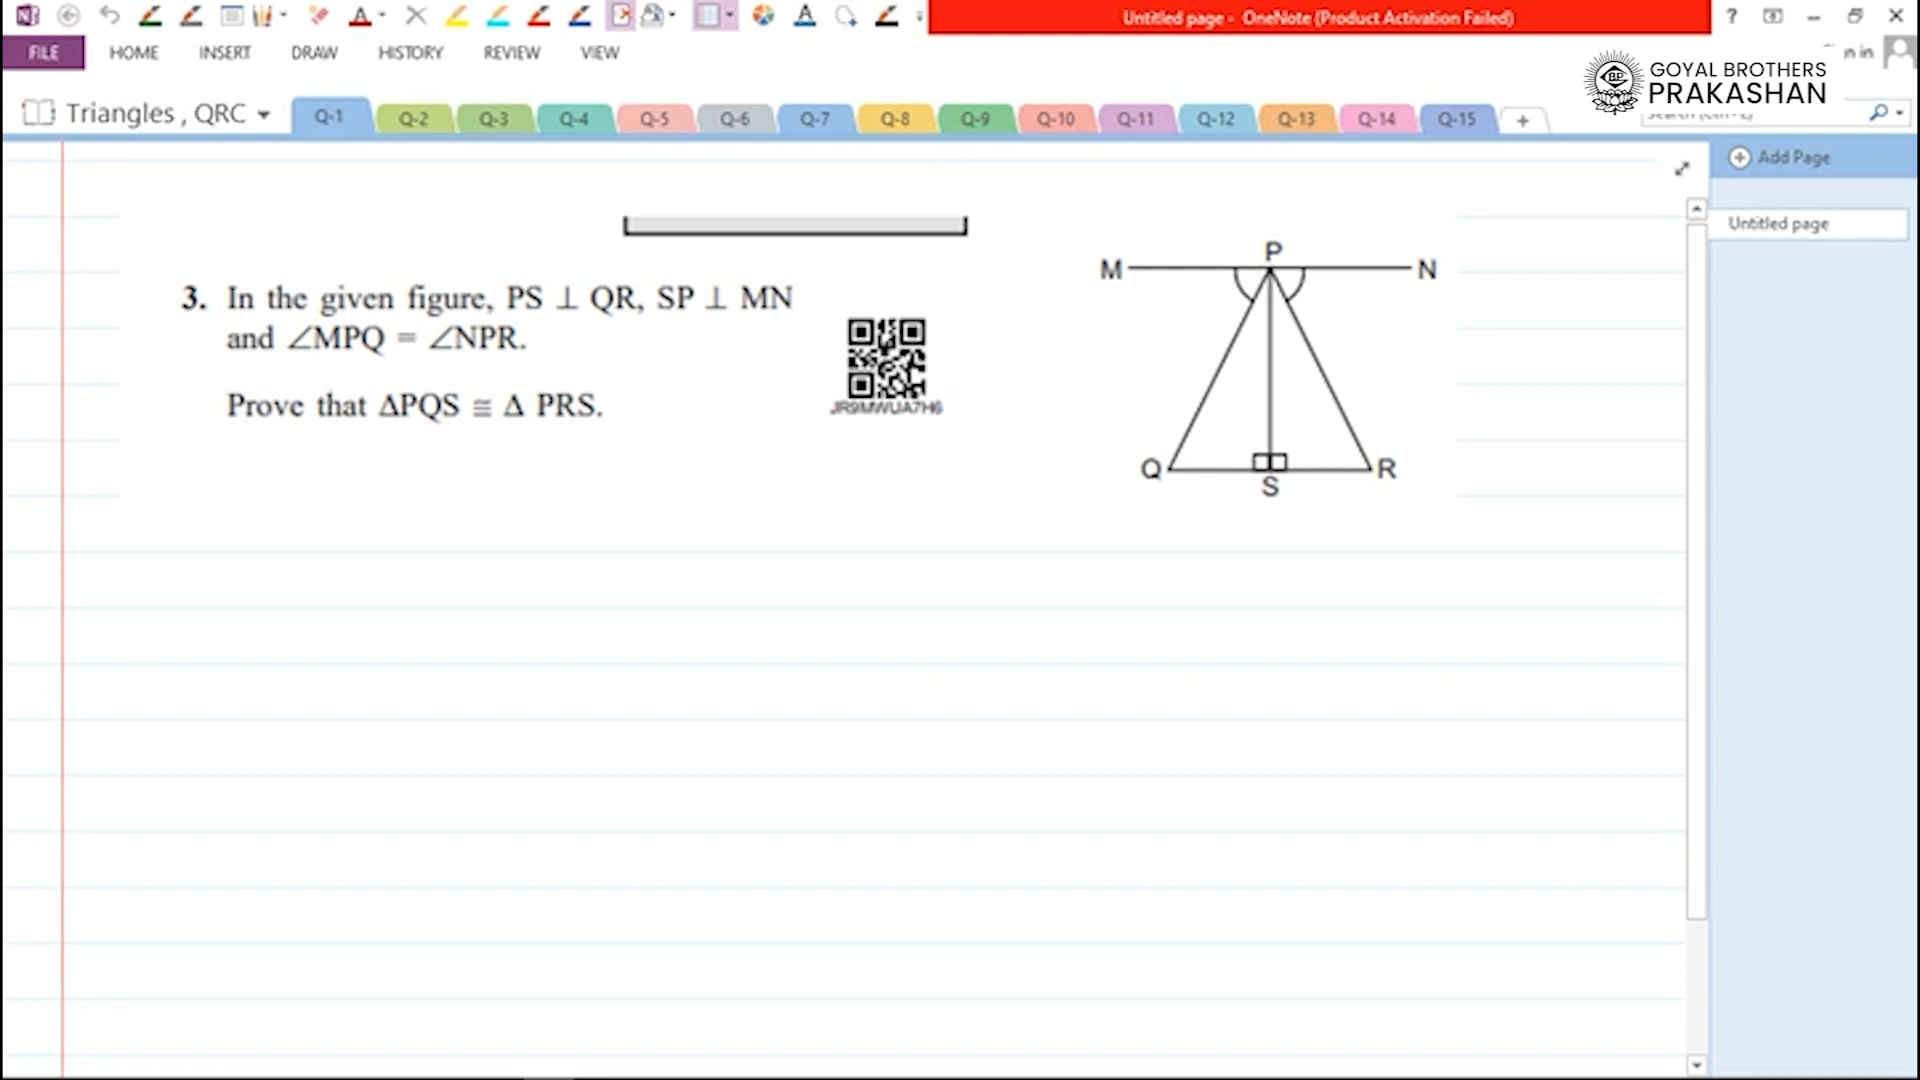 Untitled page - OneNote (Product Activation Failed)
?
FILE HOME INSERT DRAW HISTORY REVIEW VIEW
GOYAL BROTHERS
PRAKASHAN
Triangles , QRC
Q-1 Q-2 Q-3 Q-4 Q-5 Q-6 Q-7 Q-8 Q-9 Q-10 Q-11 Q-12 Q-13 Q-14 Q-15 +
Add Page
Untitled page
3. In the given figure, PS ⊥ QR, SP ⊥ MN
and ∠MPQ = ∠NPR.
Prove that ΔPQS ≅ Δ PRS.
JR9MWUA7H6
P
M N
Q R
S